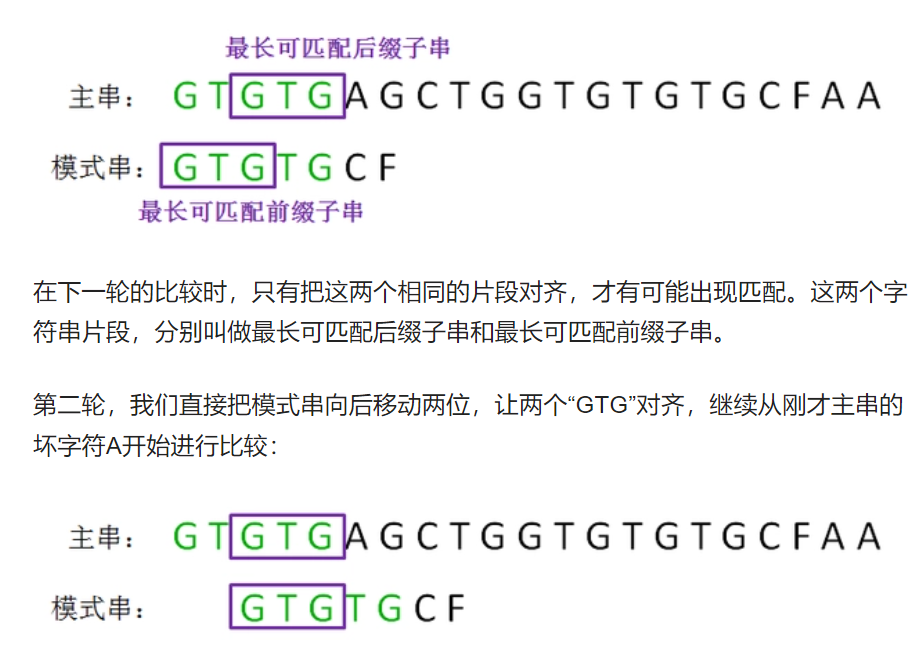 最长可匹配后缀子串
主串： G T G T G A G C T G G T G T G T G C F A A
模式串： G T G T G C F
最长可匹配前缀子串
在下一轮的比较时，只有把这两个相同的片段对齐，才有可能出现匹配。这两个字
符串片段，分别叫做最长可匹配后缀子串和最长可匹配前缀子串。
第二轮，我们直接把模式串向后移动两位，让两个“GTG”对齐，继续从刚才主串的
坏字符A开始进行比较：
主串： G T G T G A G C T G G T G T G T G C F A A
模式串： G T G T G C F